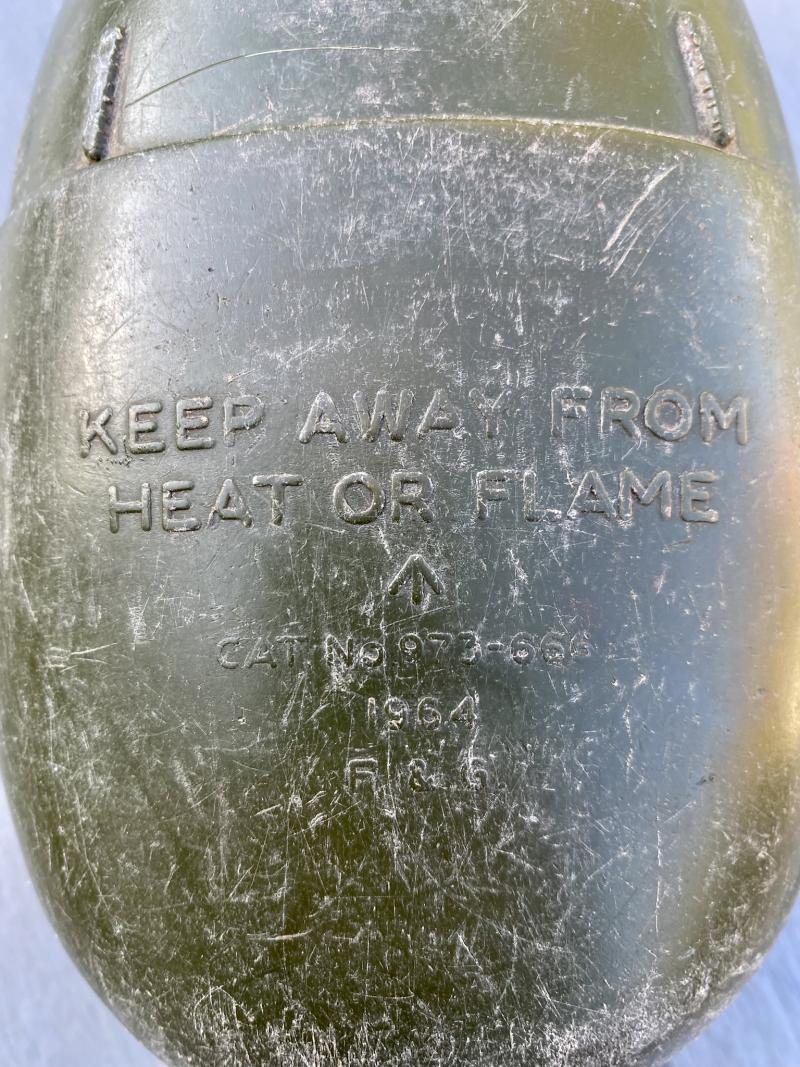 KEEP AWAY FROM
HEAT OR FLAME
CAT No 973-666
1964